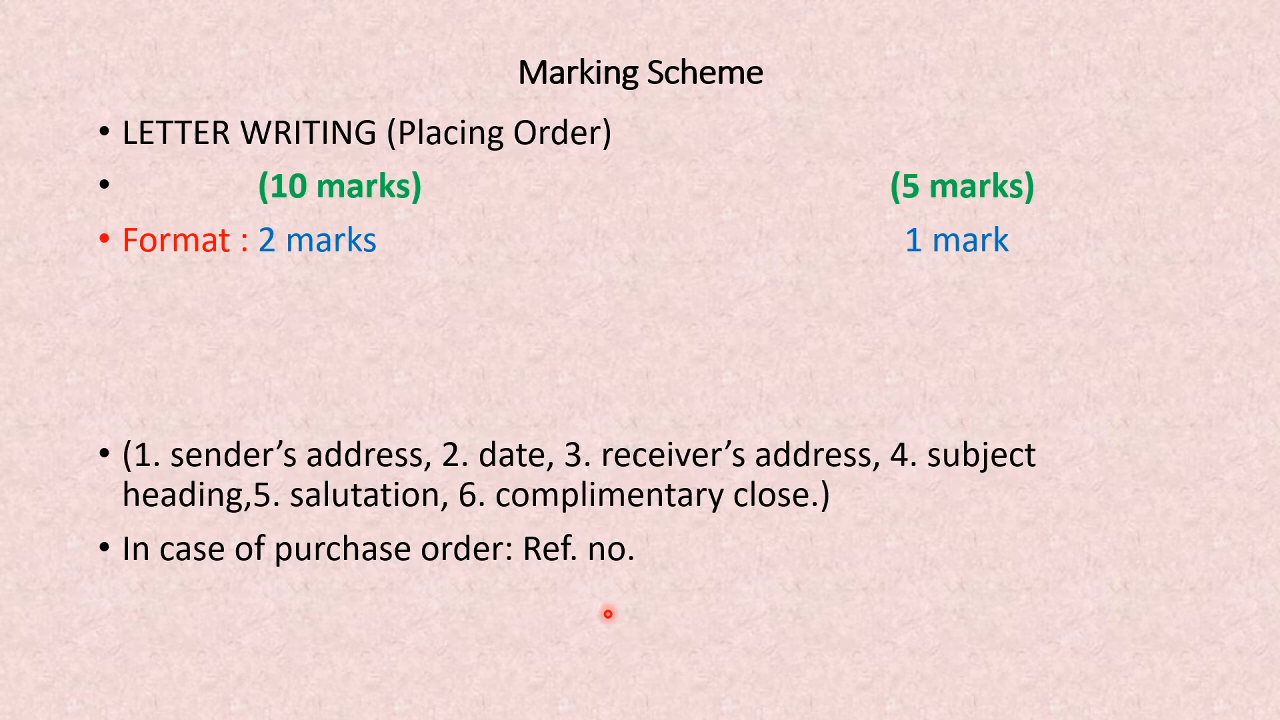 Marking Scheme
• LETTER WRITING (Placing Order)
• (10 marks) (5 marks)
• Format : 2 marks 1 mark
• (1. sender’s address, 2. date, 3. receiver’s address, 4. subject
heading,5. salutation, 6. complimentary close.)
• In case of purchase order: Ref. no.